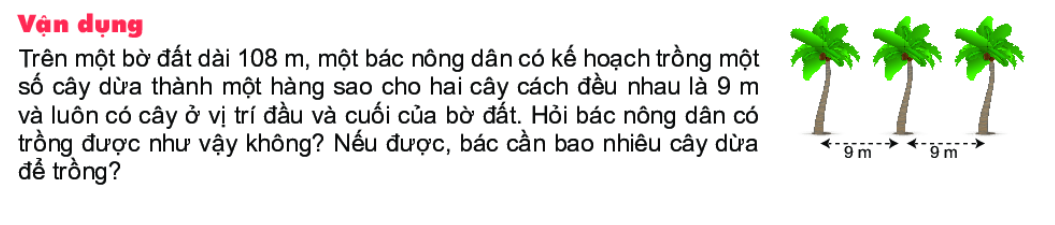 Vận dụng
Trên một bờ đất dài 108 m, một bác nông dân có kế hoạch trồng một
số cây dừa thành một hàng sao cho hai cây cách đều nhau là 9 m
và luôn có cây ở vị trí đầu và cuối của bờ đất. Hỏi bác nông dân có
trồng được như vậy không? Nếu được, bác cần bao nhiêu cây dừa
để trồng?
9 m
9 m